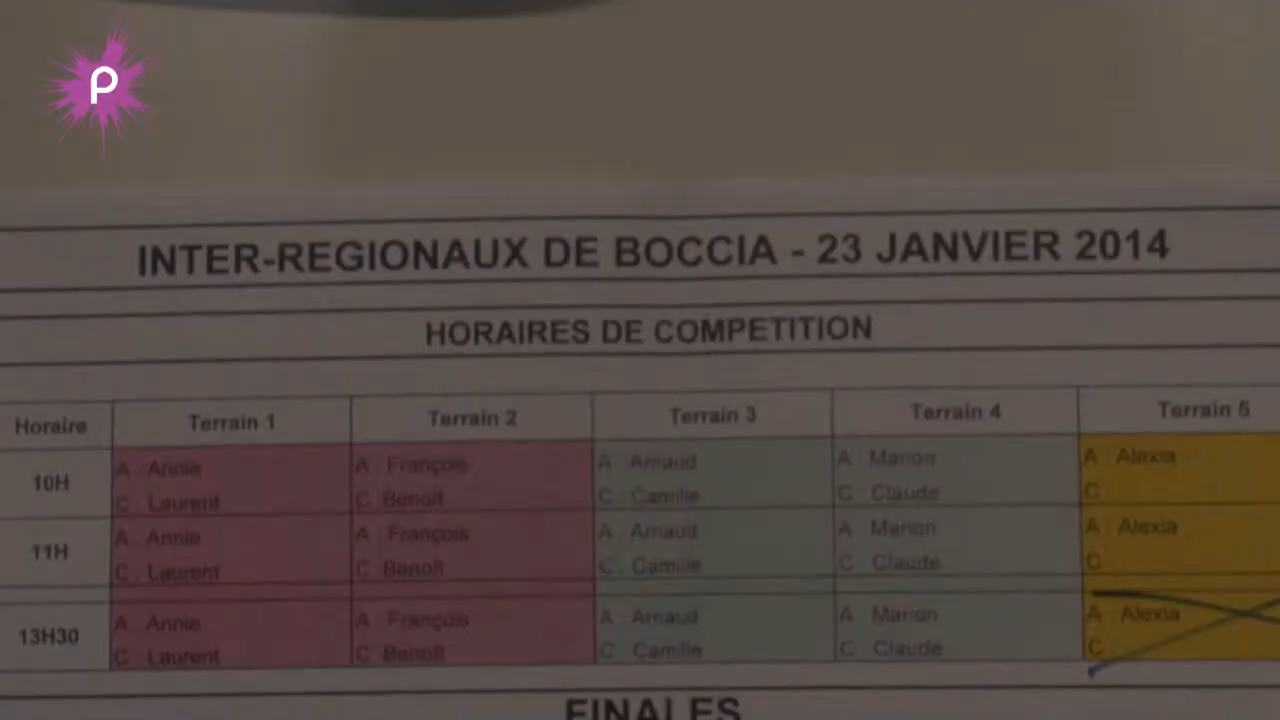 P
INTER-REGIONAUX DE BOCCIA - 23 JANVIER 2014
HORAIRES DE COMPETITION
Horaire Terrain 1 Terrain 2 Terrain 3 Terrain 4 Terrain 5
10H A : Annie A : François A : Arnaud A : Marion A : Alexia
C : Laurent C : Benoît C : Camille C : Claude C :
11H A : Annie A : François A : Arnaud A : Marion A : Alexia
C : Laurent C : Benoît C : Camille C : Claude C :
13H30 A : Annie A : François A : Arnaud A : Marion A : Alexia
C : Laurent C : Benoît C : Camille C : Claude C :
FINALES